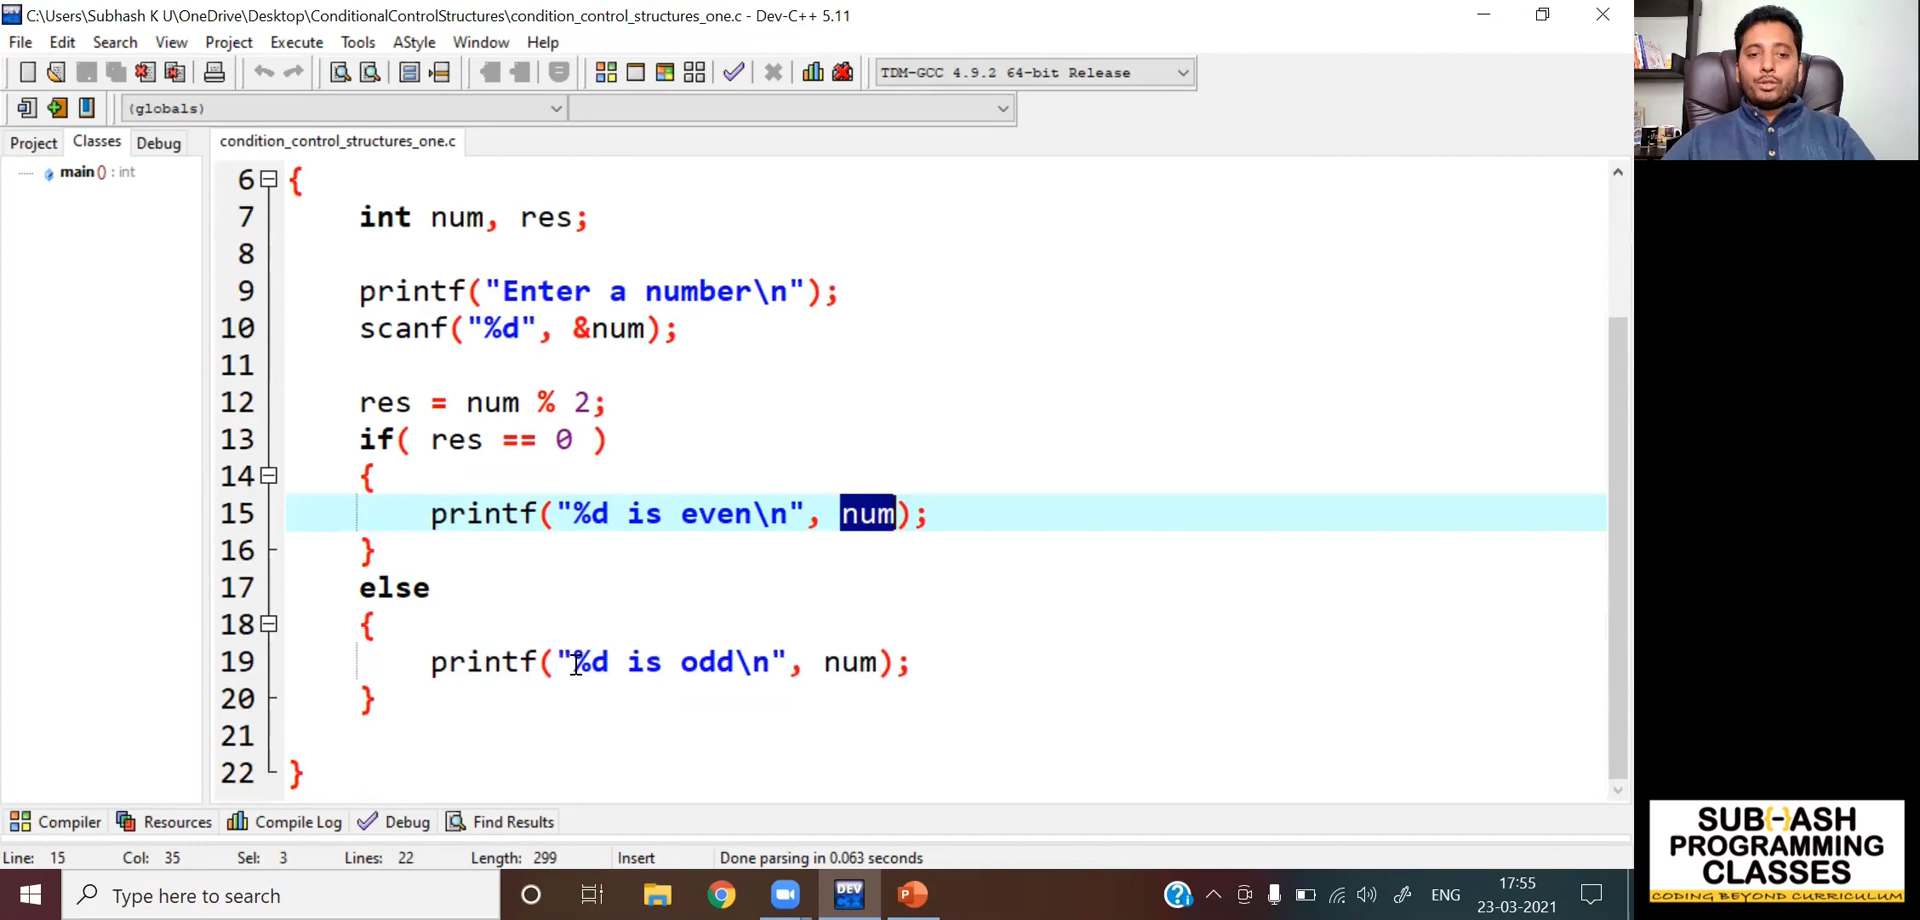 C:\Users\Subhash K U\OneDrive\Desktop\ConditionalControlStructures\condition_control_structures_one.c - Dev-C++ 5.11
File Edit Search View Project Execute Tools AStyle Window Help
TDM-GCC 4.9.2 64-bit Release
(globals)
Project Classes Debug
condition_control_structures_one.c
main() : int
6 {
7 int num, res;
8
9 printf("Enter a number\n");
10 scanf("%d", &num);
11
12 res = num % 2;
13 if( res == 0 )
14 {
15 printf("%d is even\n", num);
16 }
17 else
18 {
19 printf("%d is odd\n", num);
20 }
21
22 }
Compiler Resources Compile Log Debug Find Results
Line: 15 Col: 35 Sel: 3 Lines: 22 Length: 299 Insert Done parsing in 0.063 seconds
Type here to search
DEV C++
P
ENG
17:55
23-03-2021
SUBHASH
PROGRAMMING
CLASSES
CODING BEYOND CURRICULUM